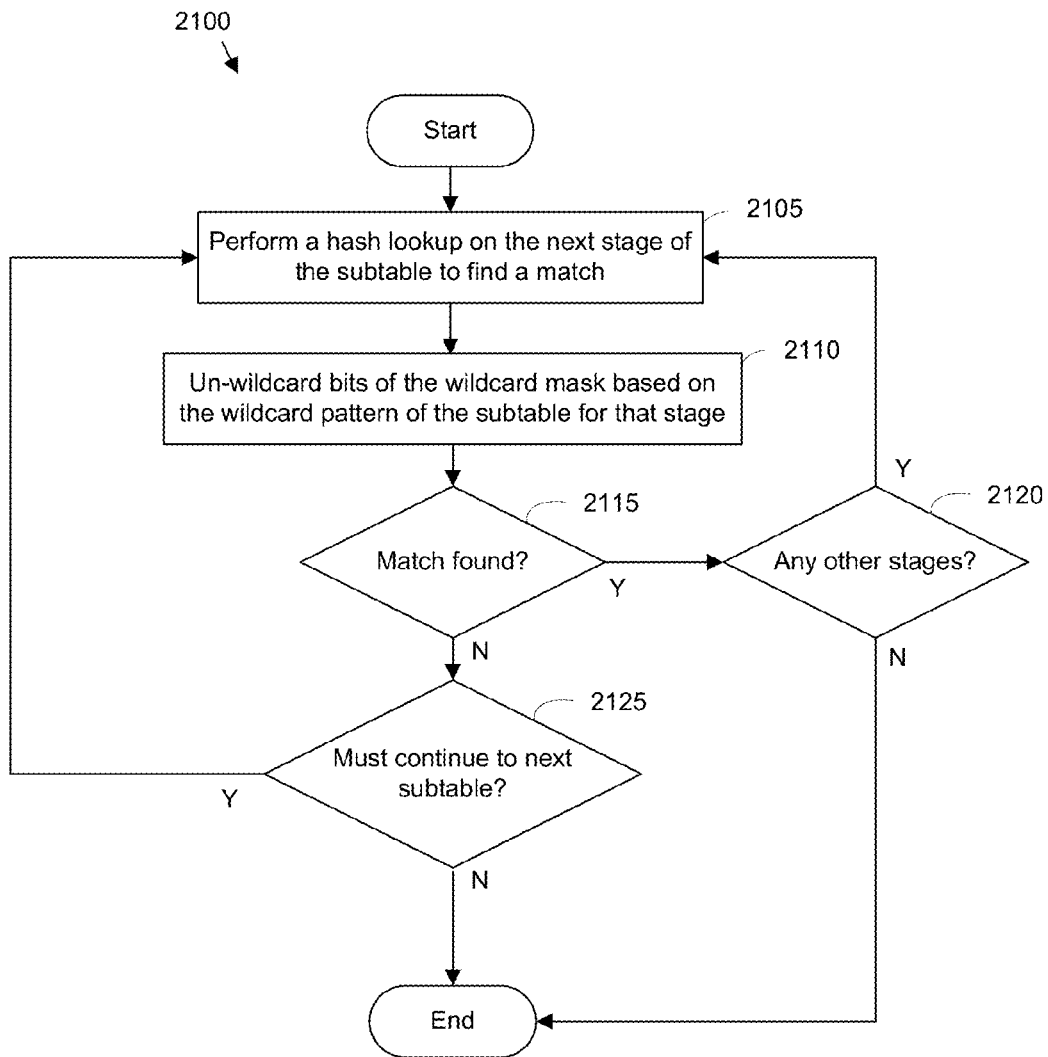 2100
Start
2105
Perform a hash lookup on the next stage of
the subtable to find a match
2110
Un-wildcard bits of the wildcard mask based on
the wildcard pattern of the subtable for that stage
2115
Match found?
Y
2120
Any other stages?
Y
N
N
2125
Must continue to next
subtable?
Y
N
End